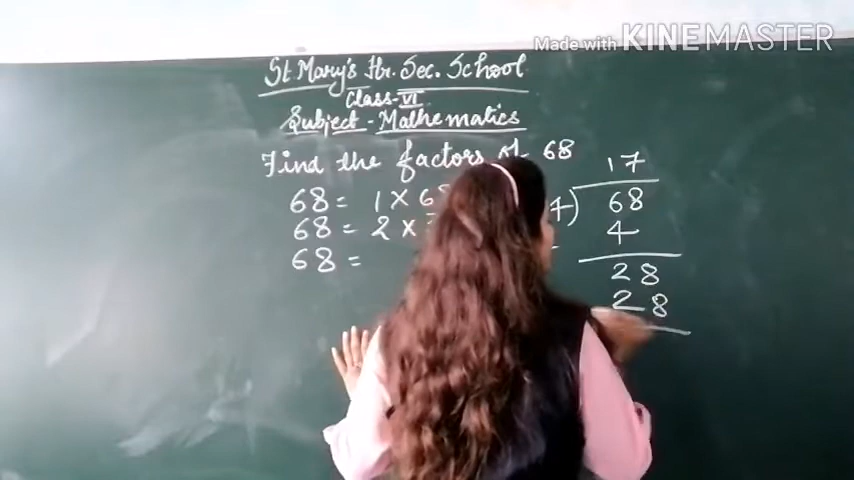 Made with KINEMASTER
St Mary's Hr. Sec. School
Class-VI
Subject - Mathematics
Find the factors of 68
68 = 1 ×
68 = 2 ×
68 =
17
4) 68
4
28
28